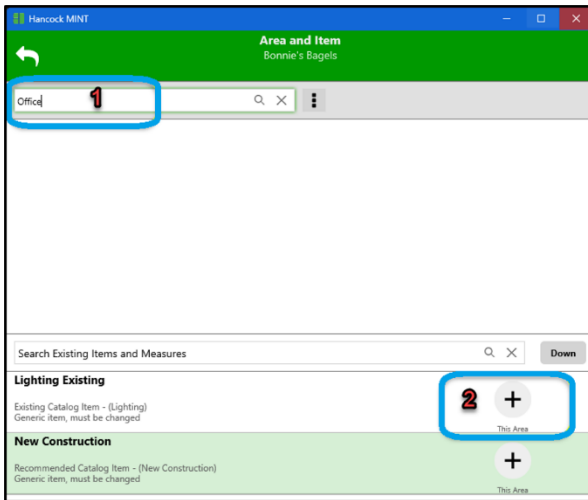 Hancock MINT
Area and Item
Bonnie's Bagels
Office
1
Search Existing Items and Measures
Down
Lighting Existing
Existing Catalog Item - (Lighting)
Generic item, must be changed
2
This Area
New Construction
Recommended Catalog Item - (New Construction)
Generic item, must be changed
This Area